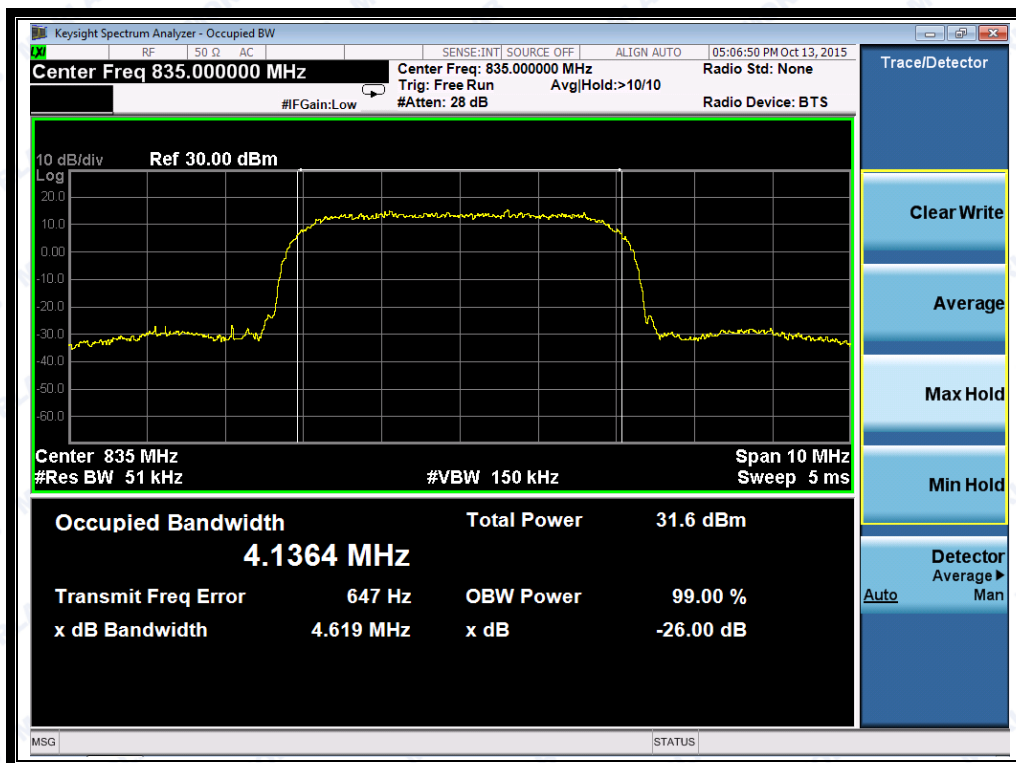 Keysight Spectrum Analyzer - Occupied BW
LXI RF 50 Ω AC SENSE:INT SOURCE OFF ALIGN AUTO 05:06:50 PM Oct 13, 2015
Center Freq 835.000000 MHz
Center Freq: 835.000000 MHz Radio Std: None
Trig: Free Run Avg|Hold:>10/10
#IFGain:Low #Atten: 28 dB Radio Device: BTS
Trace/Detector
10 dB/div Ref 30.00 dBm
Log
20.0
10.0
0.00
-10.0
-20.0
-30.0
-40.0
-50.0
-60.0
Center 835 MHz Span 10 MHz
#Res BW 51 kHz #VBW 150 kHz Sweep 5 ms
Occupied Bandwidth Total Power 31.6 dBm
4.1364 MHz
Transmit Freq Error 647 Hz OBW Power 99.00 %
x dB Bandwidth 4.619 MHz x dB -26.00 dB
Clear Write
Average
Max Hold
Min Hold
Detector
Average▶
Auto Man
MSG STATUS